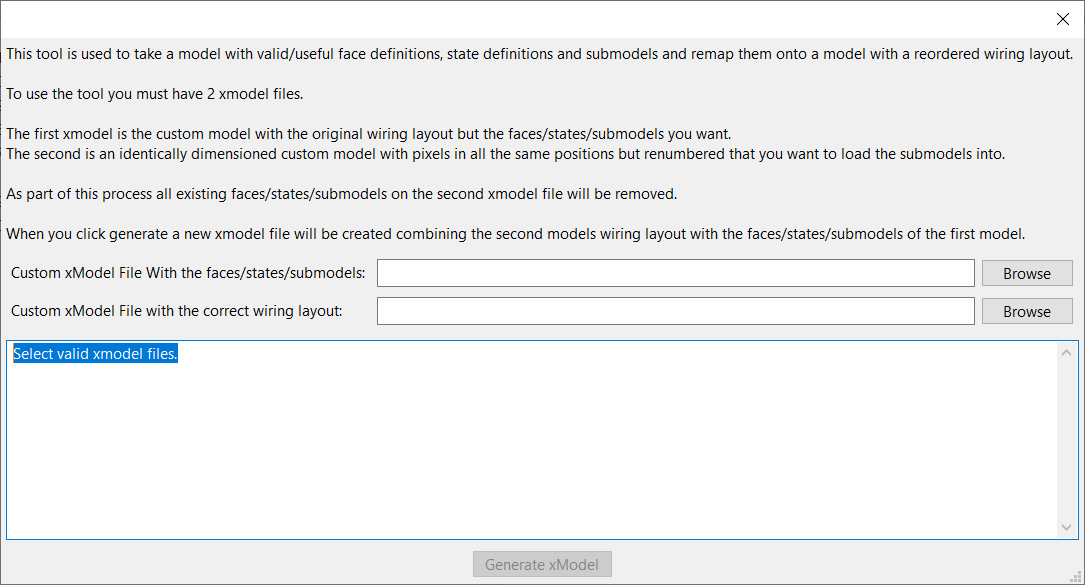 This tool is used to take a model with valid/useful face definitions, state definitions and submodels and remap them onto a model with a reordered wiring layout.
To use the tool you must have 2 xmodel files.
The first xmodel is the custom model with the original wiring layout but the faces/states/submodels you want.
The second is an identically dimensioned custom model with pixels in all the same positions but renumbered that you want to load the submodels into.
As part of this process all existing faces/states/submodels on the second xmodel file will be removed.
When you click generate a new xmodel file will be created combining the second models wiring layout with the faces/states/submodels of the first model.
Custom xModel File With the faces/states/submodels:
Browse
Custom xModel File with the correct wiring layout:
Browse
Select valid xmodel files.
Generate xModel